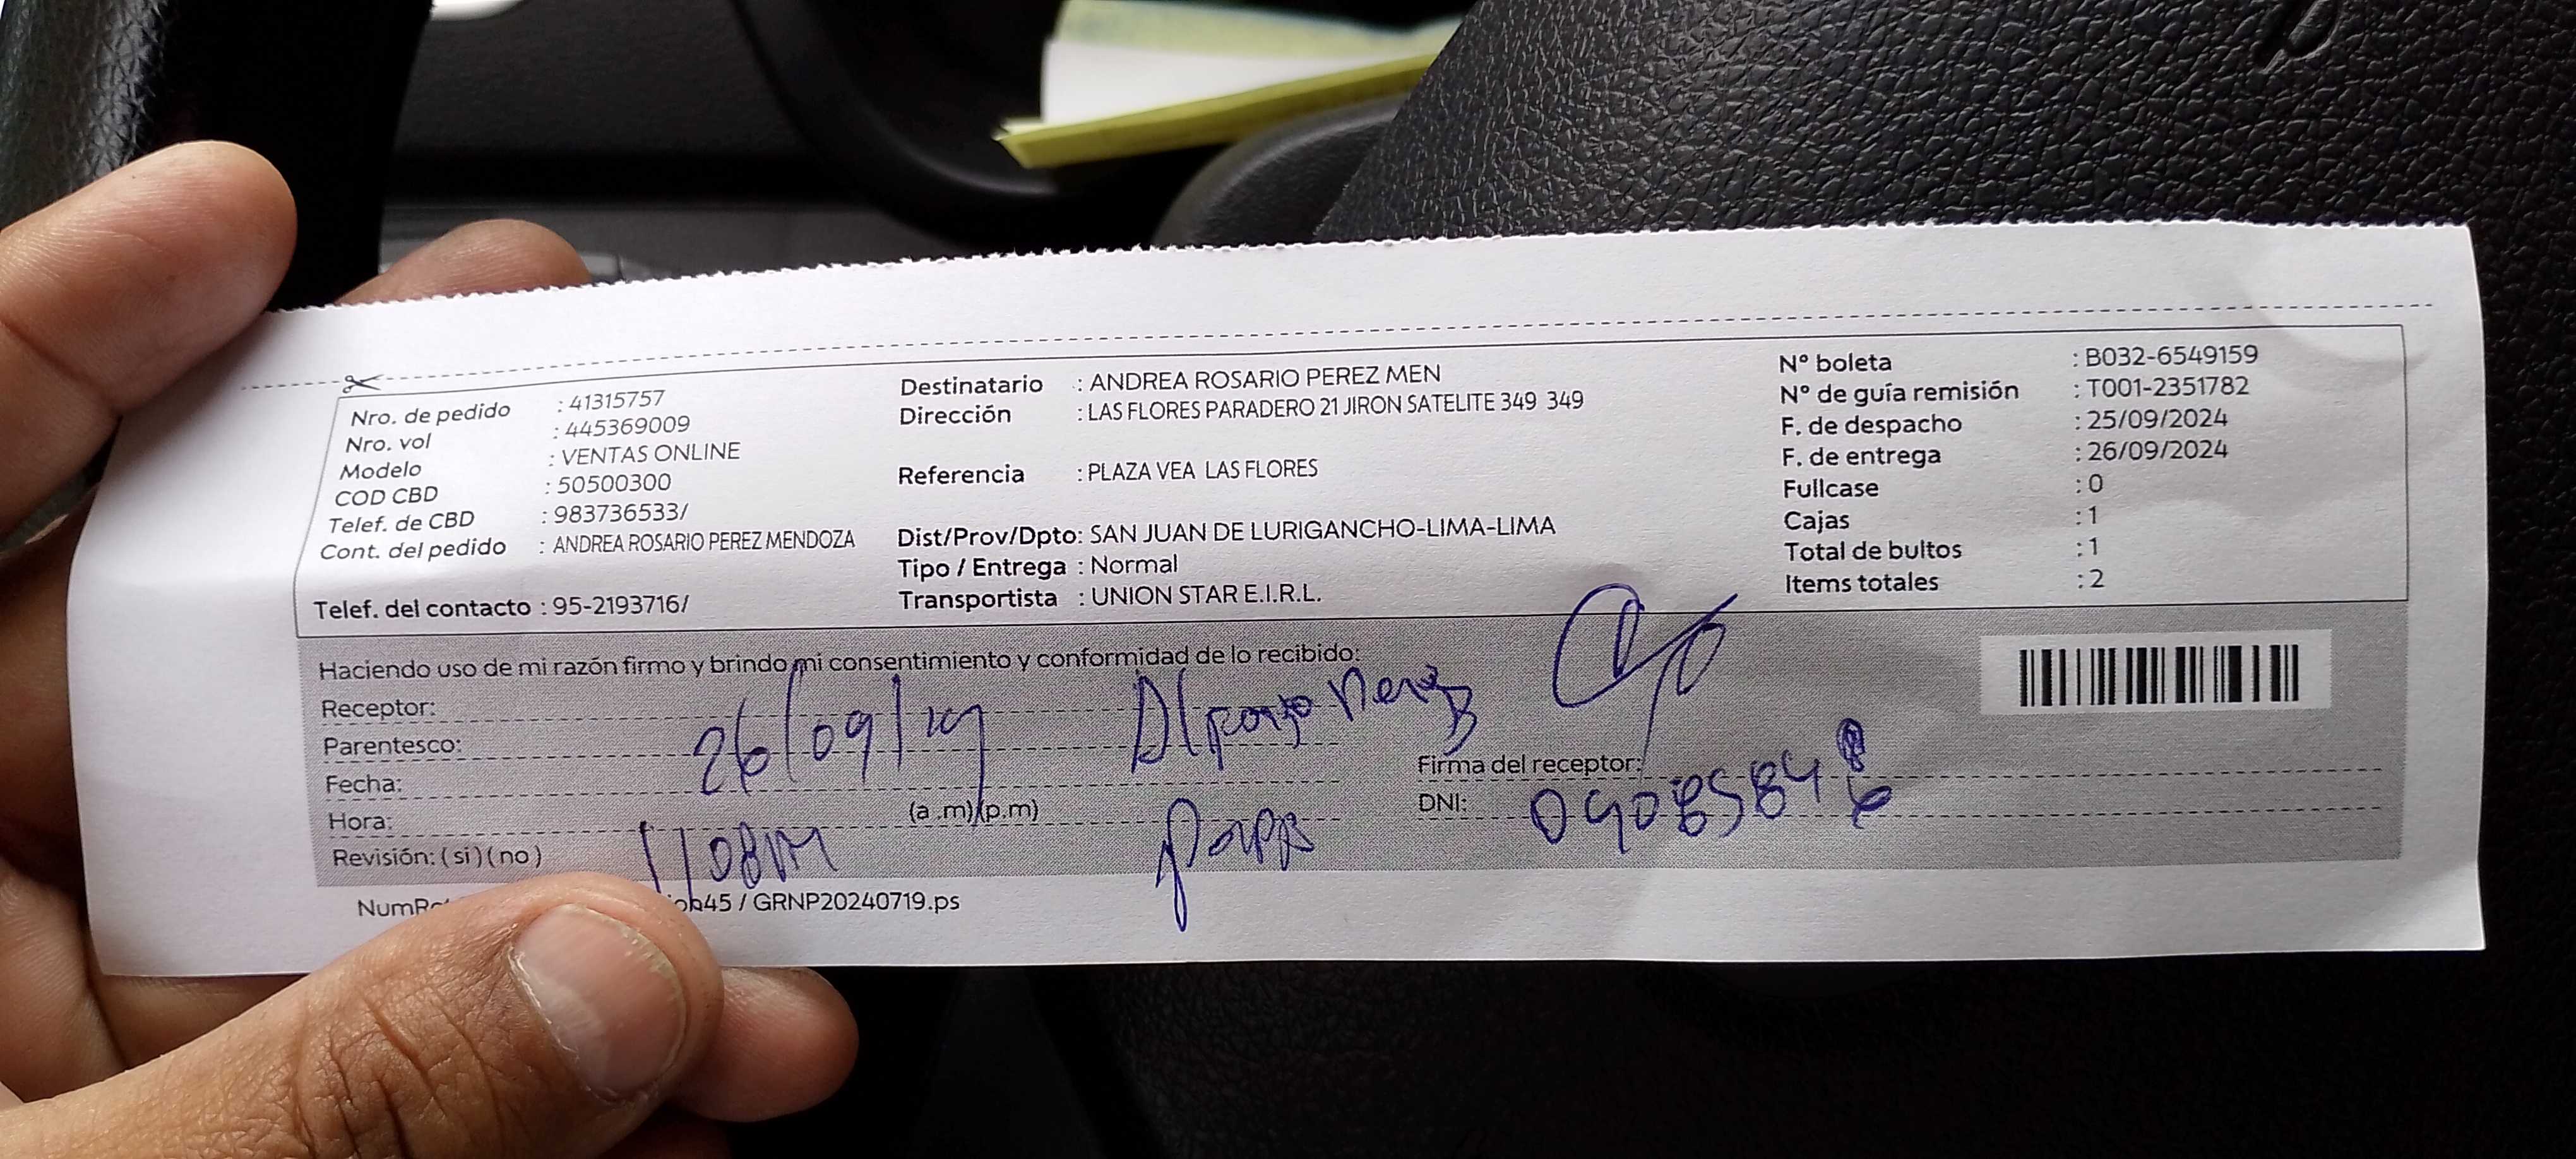 Nro. de pedido : 41315757
Nro. vol : 445369009
Modelo : VENTAS ONLINE
COD CBD : 50500300
Telef. de CBD : 983736533/
Cont. del pedido : ANDREA ROSARIO PEREZ MENDOZA
Telef. del contacto : 95-2193716/
Destinatario : ANDREA ROSARIO PEREZ MEN
Dirección : LAS FLORES PARADERO 21 JIRON SATELITE 349 349
Referencia : PLAZA VEA LAS FLORES
Dist/Prov/Dpto: SAN JUAN DE LURIGANCHO-LIMA-LIMA
Tipo / Entrega : Normal
Transportista : UNION STAR E.I.R.L.
Nº boleta : B032-6549159
Nº de guía remisión : T001-2351782
F. de despacho : 25/09/2024
F. de entrega : 26/09/2024
Fullcase : 0
Cajas : 1
Total de bultos : 1
Items totales : 2
Haciendo uso de mi razón firmo y brindo mi consentimiento y conformidad de lo recibido:
Receptor:
Parentesco:
Fecha: 26/09/24
Hora: (a.m)(p.m)
Revisión: (si) (no) 1108
papa
Firma del receptor:
DNI:
45 / GRNP20240719.ps